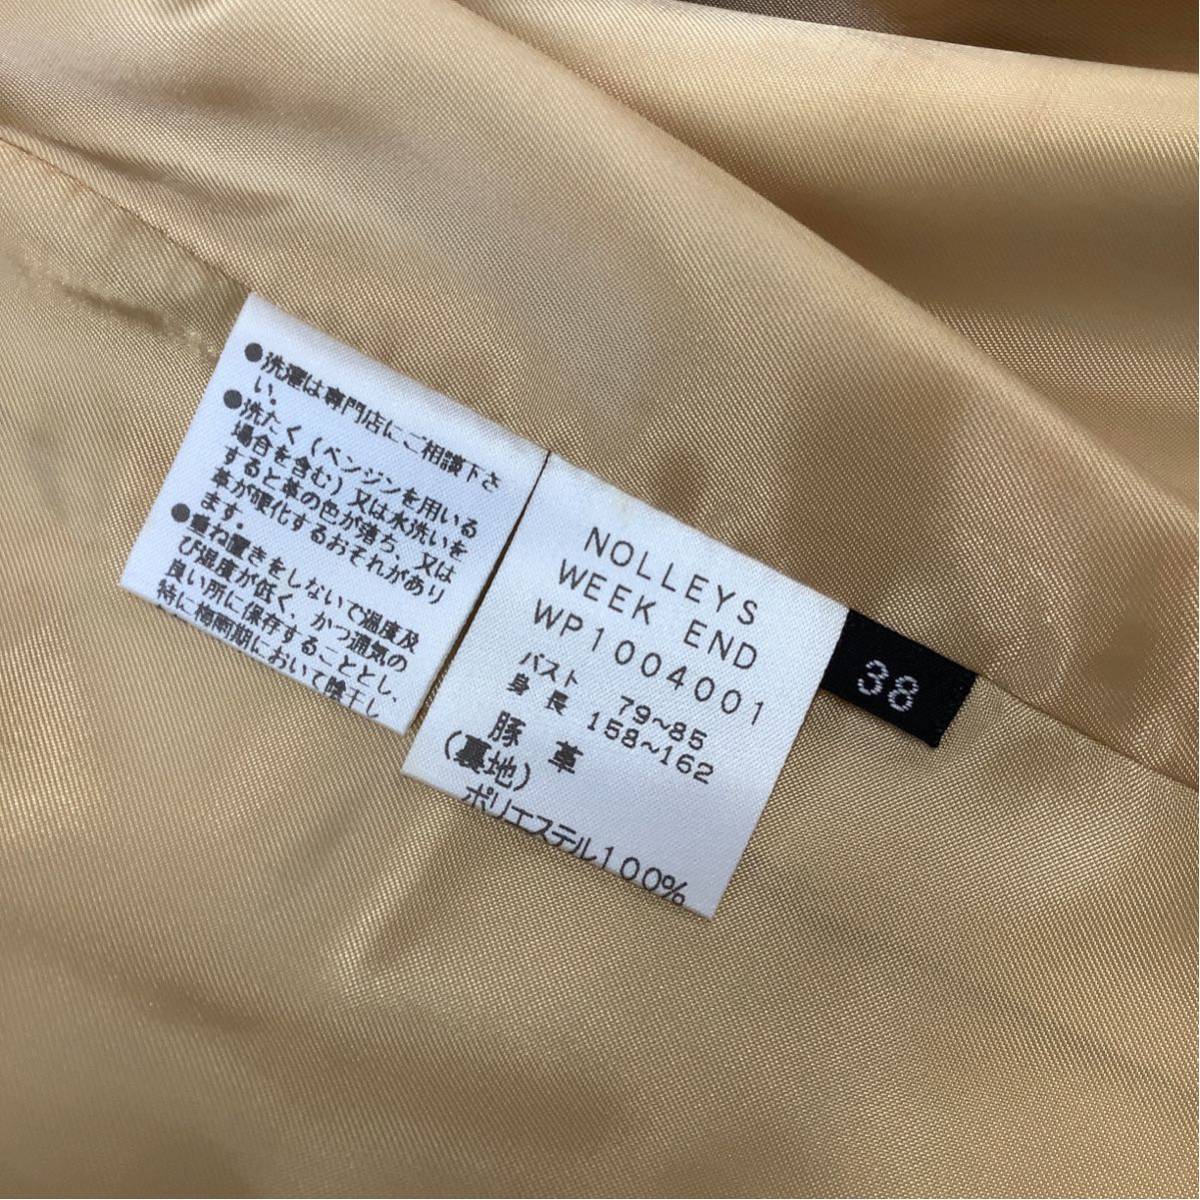 ●洗濯は専門店にご相談下さ
い。
●洗たく（ベンジンを用いる
場合を含む）又は水洗いを
すると革の色が落ち、又は
革が硬化するおそれがあり
ます。
●重ね置きをしないで温度及
び湿度が低く、かつ通気の
良い所に保存することとし、
特に梅雨期において陰干し
NOLLEYS
WEEK END
WP1004001
バスト 79~85
身長 158~162
豚革
(裏地)
ポリエステル100%
38